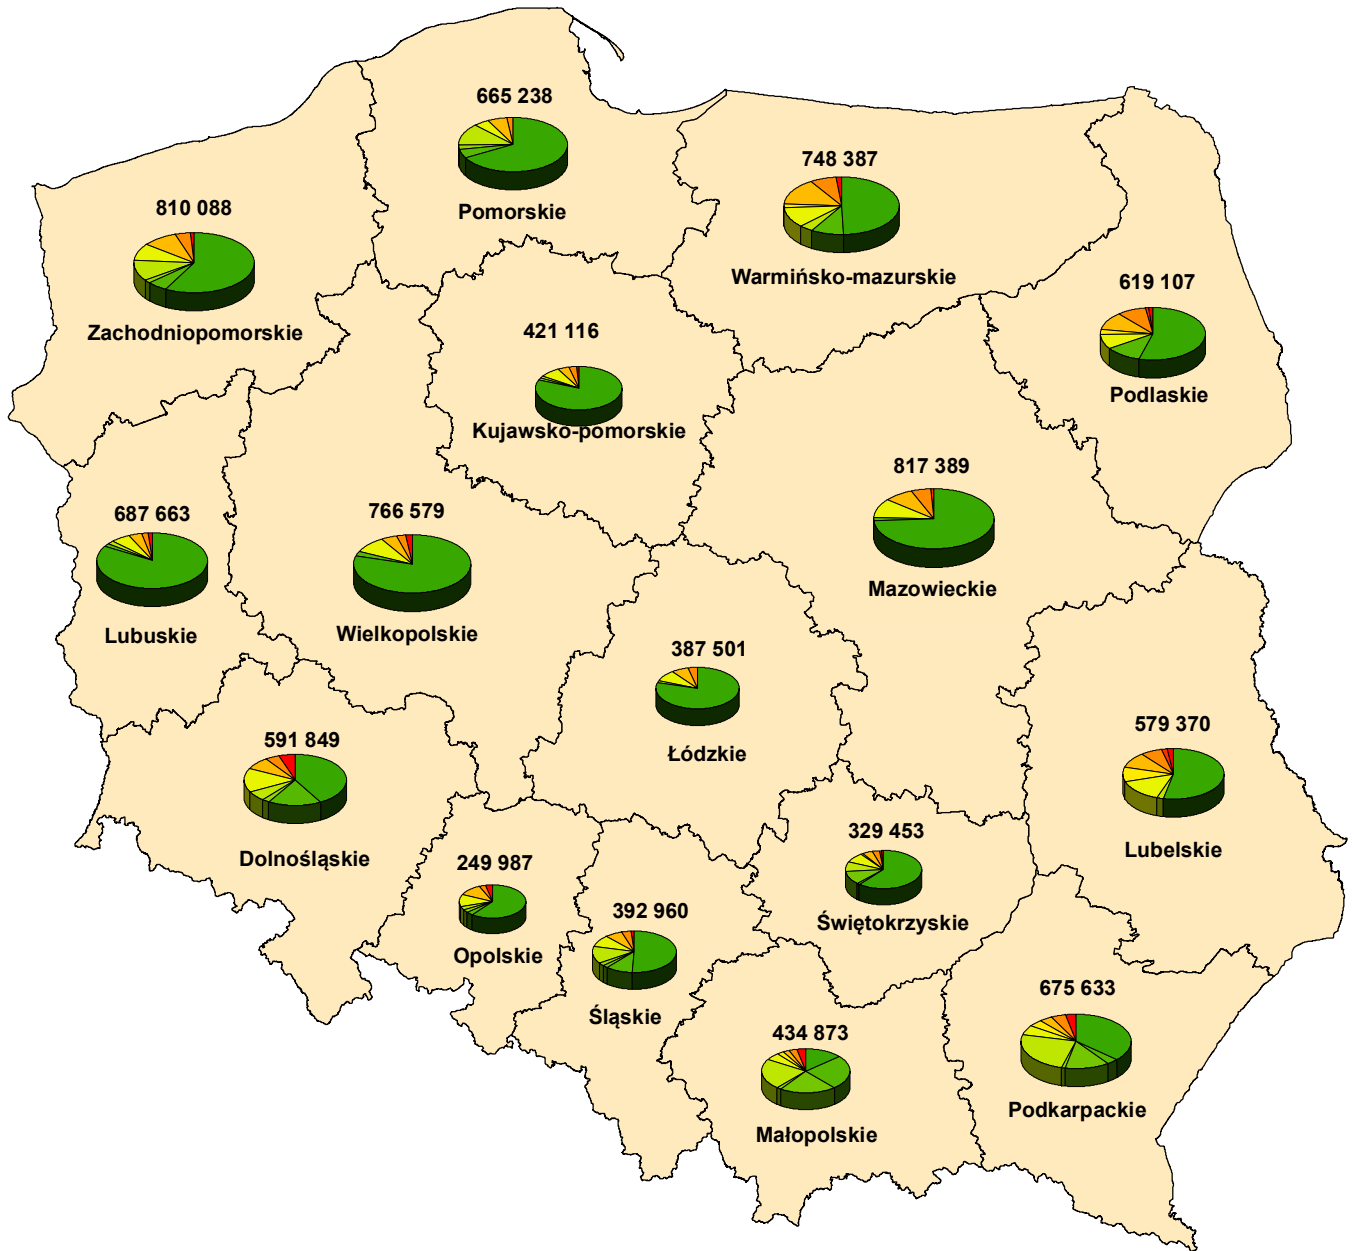 665 238
Pomorskie
748 387
Warmińsko-mazurskie
810 088
Zachodniopomorskie
619 107
Podlaskie
421 116
Kujawsko-pomorskie
817 389
Mazowieckie
687 663
Lubuskie
766 579
Wielkopolskie
387 501
Łódzkie
579 370
Lubelskie
591 849
Dolnośląskie
329 453
Świętokrzyskie
249 987
Opolskie
392 960
Śląskie
675 633
Podkarpackie
434 873
Małopolskie